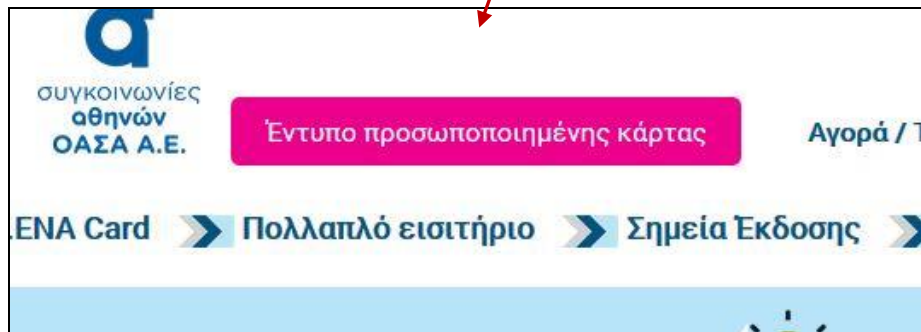 συγκοινωνίες
αθηνών
ΟΑΣΑ Α.Ε.
Έντυπο προσωποποιημένης κάρτας
Αγορά /
.ENA Card
Πολλαπλό εισιτήριο
Σημεία Έκδοσης